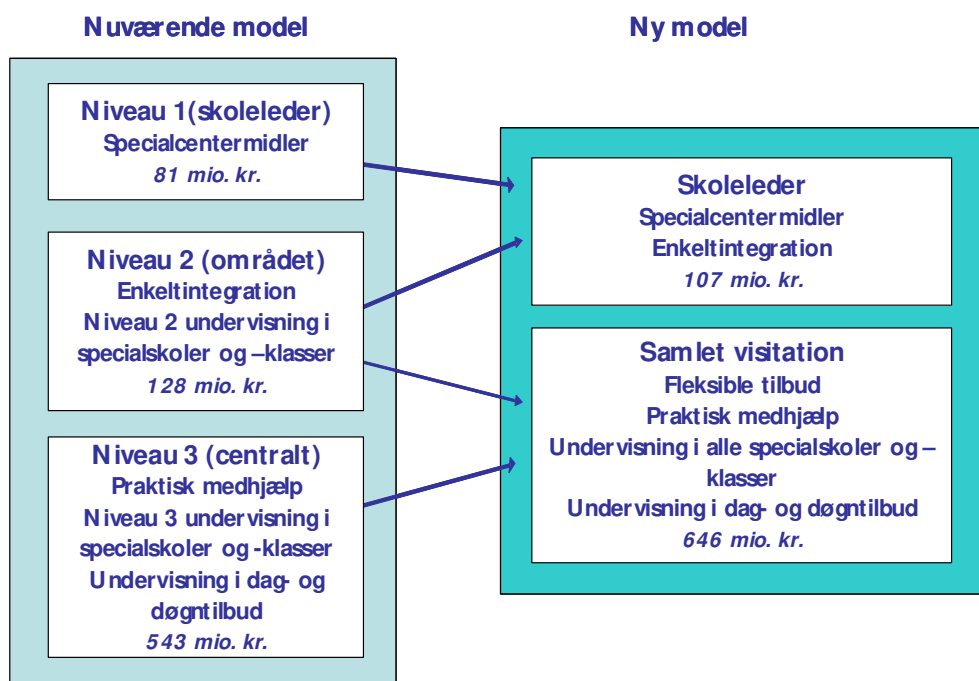 Nuværende model
Niveau 1(skoleleder)
Specialcentermidler
81 mio. kr.
Niveau 2 (området)
Enkeltintegration
Niveau 2 undervisning i
specialskoler og –klasser
128 mio. kr.
Niveau 3 (centralt)
Praktisk medhjælp
Niveau 3 undervisning i
specialskoler og -klasser
Undervisning i dag- og
døgntilbud
543 mio. kr.
Ny model
Skoleleder
Specialcentermidler
Enkeltintegration
107 mio. kr.
Samlet visitation
Fleksible tilbud
Praktisk medhjælp
Undervisning i alle specialskoler og –
klasser
Undervisning i dag- og døgntilbud
646 mio. kr.